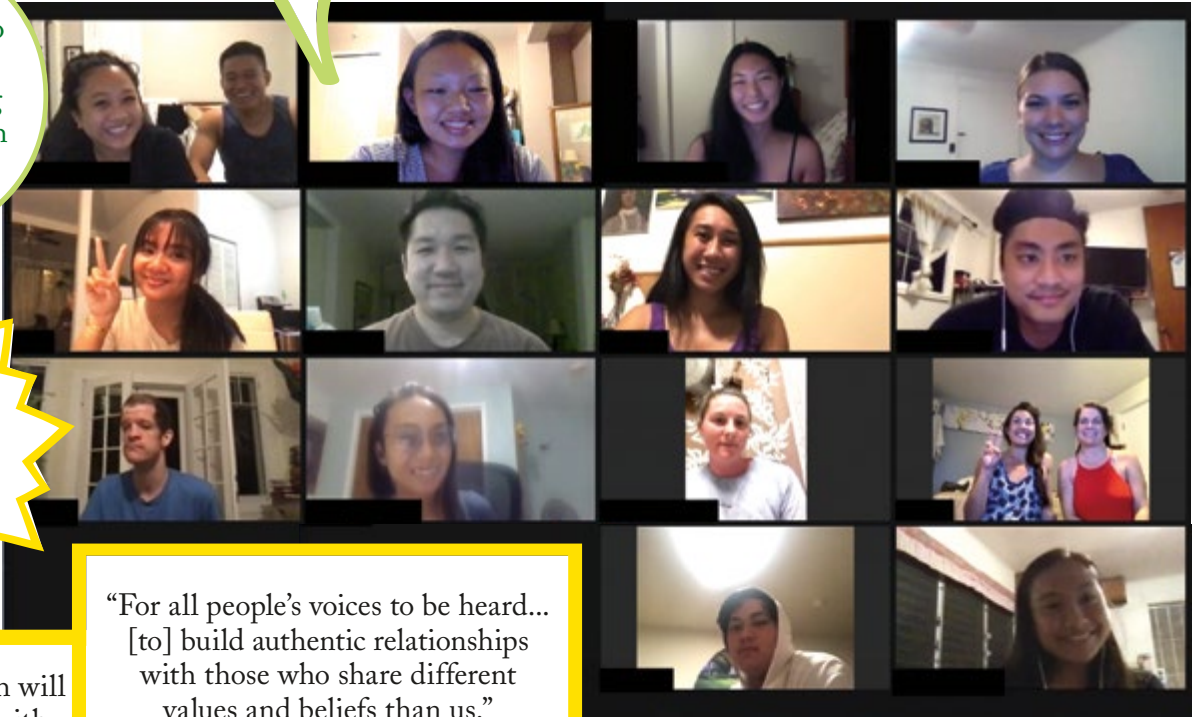 n
“For all people’s voices to be heard...
[to] build authentic relationships
with those who share different
values and beliefs than us.”
n will